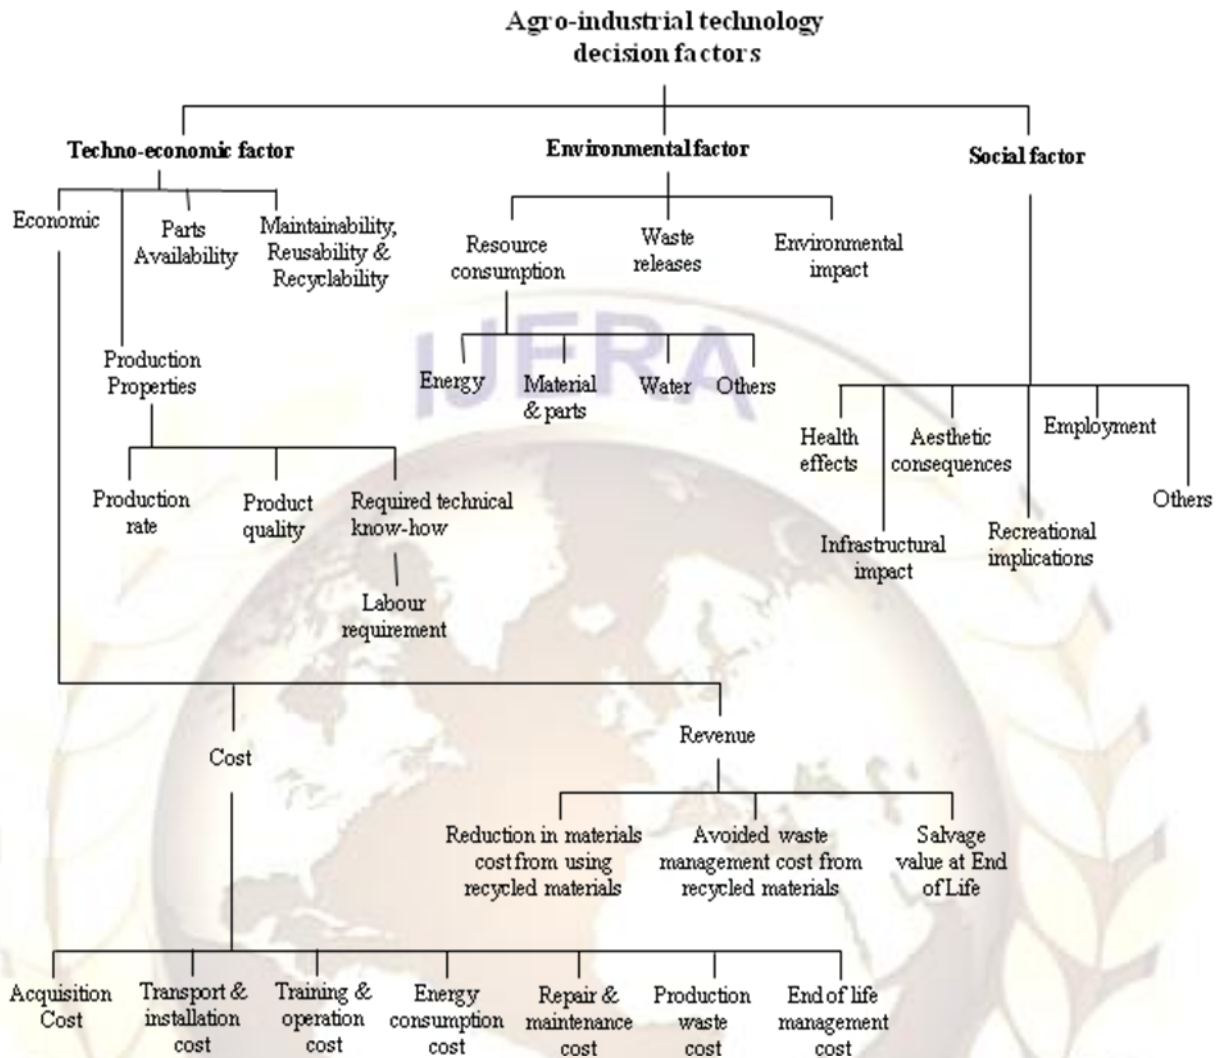 Agro-industrial technology
decision factors
Techno-economic factor
Environmental factor
Social factor
Economic
Parts
Availability
Maintainability,
Reusability &
Recyclability
Resource
consumption
Waste
releases
Environmental
impact
IJERA
Production
Properties
Energy
Material
& parts
Water
Others
Health
effects
Aesthetic
consequences
Employment
Others
Infrastructural
impact
Recreational
implications
Production
rate
Product
quality
Required technical
know-how
Labour
requirement
Cost
Revenue
Reduction in materials
cost from using
recycled materials
Avoided waste
management cost from
recycled materials
Salvage
value at End
of Life
Acquisition
Cost
Transport &
installation
cost
Training &
operation
cost
Energy
consumption
cost
Repair &
maintenance
cost
Production
waste
cost
End of life
management
cost